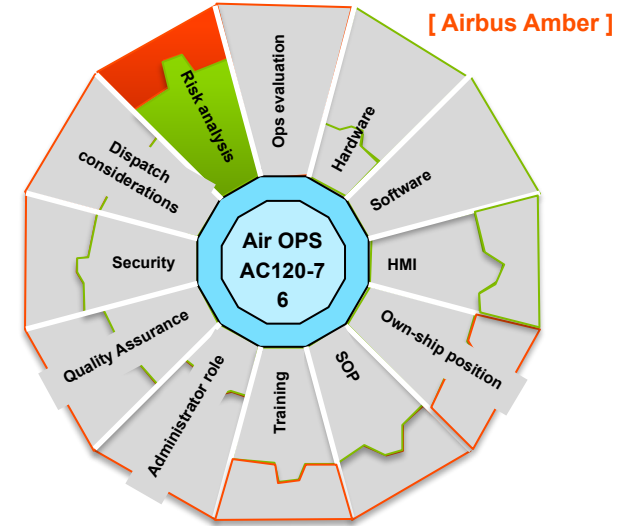 [ Airbus Amber ]
Ops evaluation
Hardware
Software
HMI
Own-ship position
SOP
Training
Administrator role
Quality Assurance
Security
Dispatch
considerations
Risk analysis
Air OPS
AC120-7
6